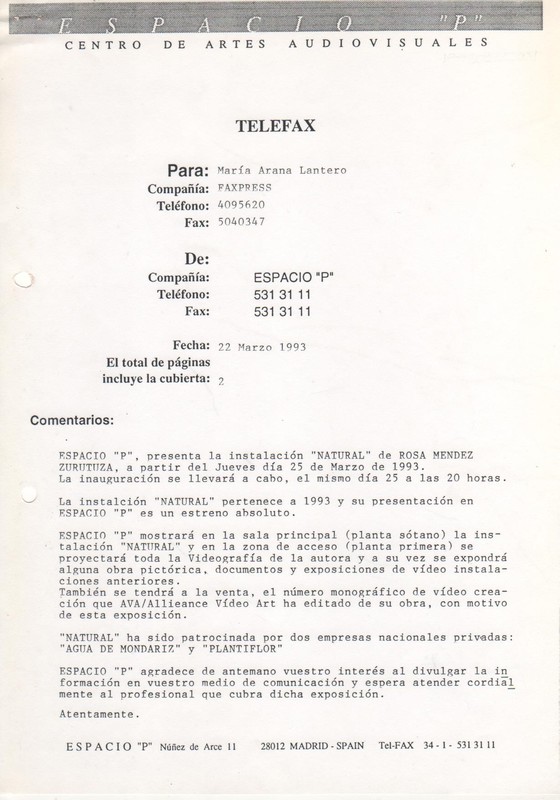 ESPACIO "P"
CENTRO DE ARTES AUDIOVISUALES
TELEFAX
Para: María Arana Lantero
Compañía: FAXPRESS
Teléfono: 4095620
Fax: 5040347
De:
Compañía: ESPACIO "P"
Teléfono: 531 31 11
Fax: 531 31 11
Fecha: 22 Marzo 1993
El total de páginas
incluye la cubierta: 2
Comentarios:
ESPACIO "P", presenta la instalación "NATURAL" de ROSA MENDEZ
ZURUTUZA, a partir del Jueves día 25 de Marzo de 1993.
La inauguración se llevará a cabo, el mismo día 25 a las 20 horas.
La instalción "NATURAL" pertenece a 1993 y su presentación en
ESPACIO "P" es un estreno absoluto.
ESPACIO "P" mostrará en la sala principal (planta sótano) la ins-
talación "NATURAL" y en la zona de acceso (planta primera) se
proyectará toda la Videografía de la autora y a su vez se expondrá
alguna obra pictórica, documentos y exposiciones de vídeo instala-
ciones anteriores.
También se tendrá a la venta, el número monográfico de vídeo crea-
ción que AVA/Allieance Vídeo Art ha editado de su obra, con motivo
de esta exposición.
"NATURAL" ha sido patrocinada por dos empresas nacionales privadas:
"AGUA DE MONDARIZ" y "PLANTIFLOR"
ESPACIO "P" agradece de antemano vuestro interés al divulgar la in
formación en vuestro medio de comunicación y espera atender cordial
mente al profesional que cubra dicha exposición.
Atentamente.
ESPACIO "P" Núñez de Arce 11 28012 MADRID - SPAIN Tel-FAX 34 - 1 - 531 31 11